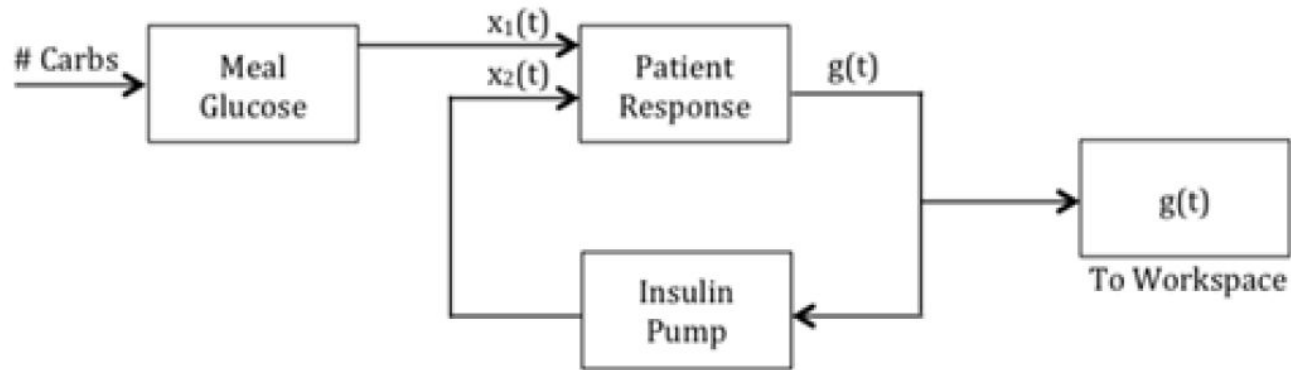 # Carbs
Meal
Glucose
x₁(t)
x₂(t)
Patient
Response
g(t)
g(t)
To Workspace
Insulin
Pump